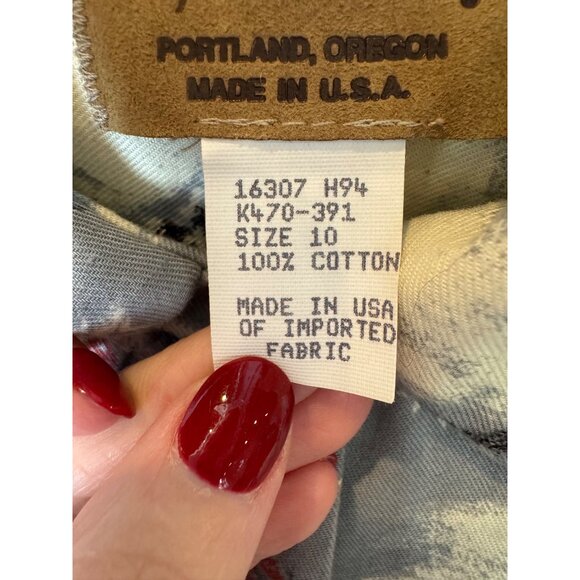 PORTLAND, OREGON
MADE IN U.S.A.
16307 H94
K470-391
SIZE 10
100% COTTON
MADE IN USA
OF IMPORTED
FABRIC